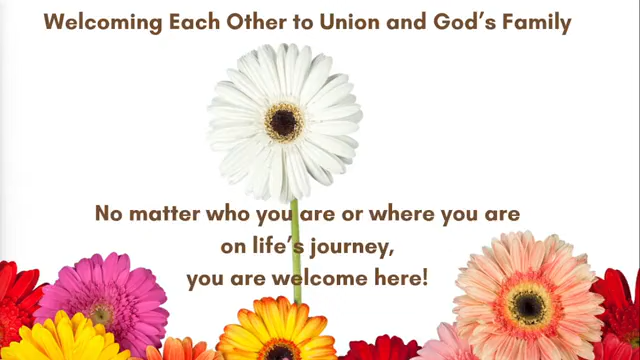 Welcoming Each Other to Union and God’s Family
No matter who you are or where you are
on life’s journey,
you are welcome here!